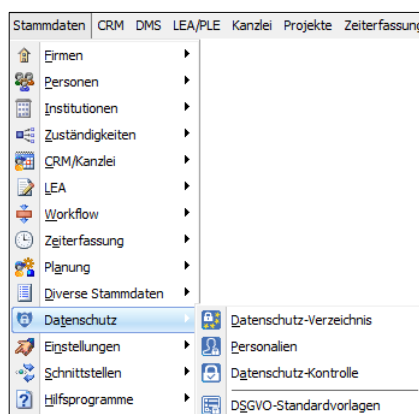 Stammdaten CRM DMS LEA/PLE Kanzlei Projekte Zeiterfassung
Firmen
Personen
Institutionen
Zuständigkeiten
CRM/Kanzlei
LEA
Workflow
Zeiterfassung
Planung
Diverse Stammdaten
Datenschutz
Datenschutz-Verzeichnis
Einstellungen
Personalien
Schnittstellen
Datenschutz-Kontrolle
Hilfsprogramme
DSGVO-Standardvorlagen